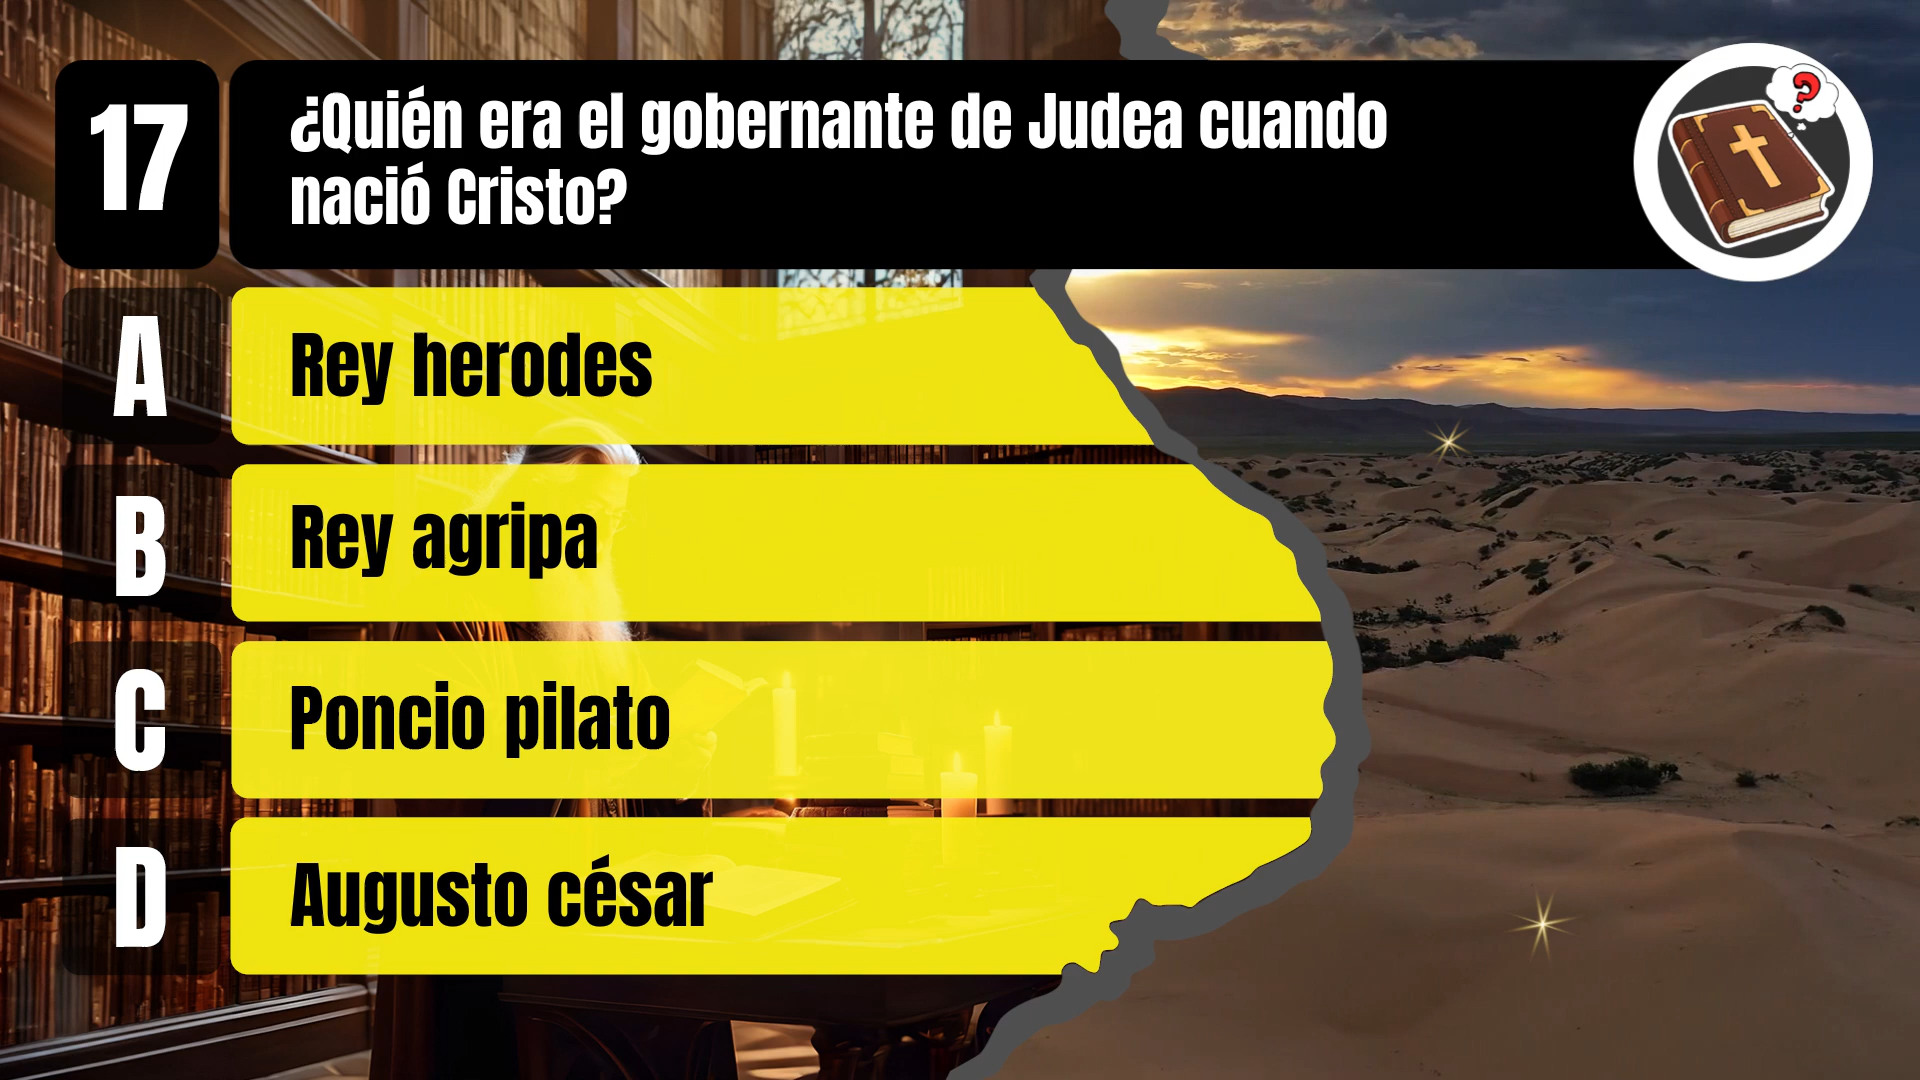 17
¿Quién era el gobernante de Judea cuando
nació Cristo?
A
Rey herodes
B
Rey agripa
C
Poncio pilato
D
Augusto césar
?